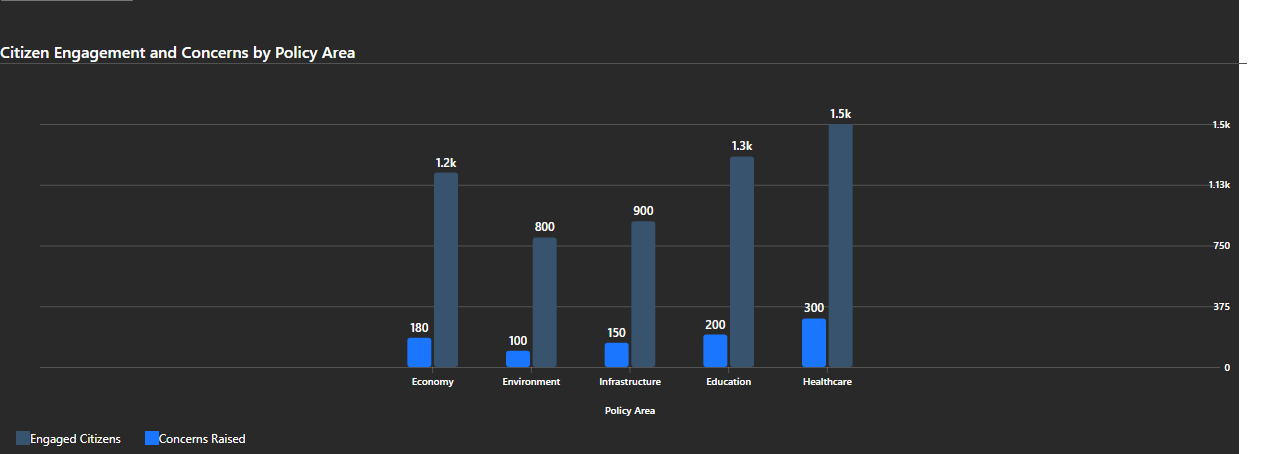 Citizen Engagement and Concerns by Policy Area
1.5k
1.5k
1.3k
1.2k
1.13k
900
800
750
300
375
200
180
150
100
0
Economy
Environment
Infrastructure
Education
Healthcare
Policy Area
Engaged Citizens
Concerns Raised